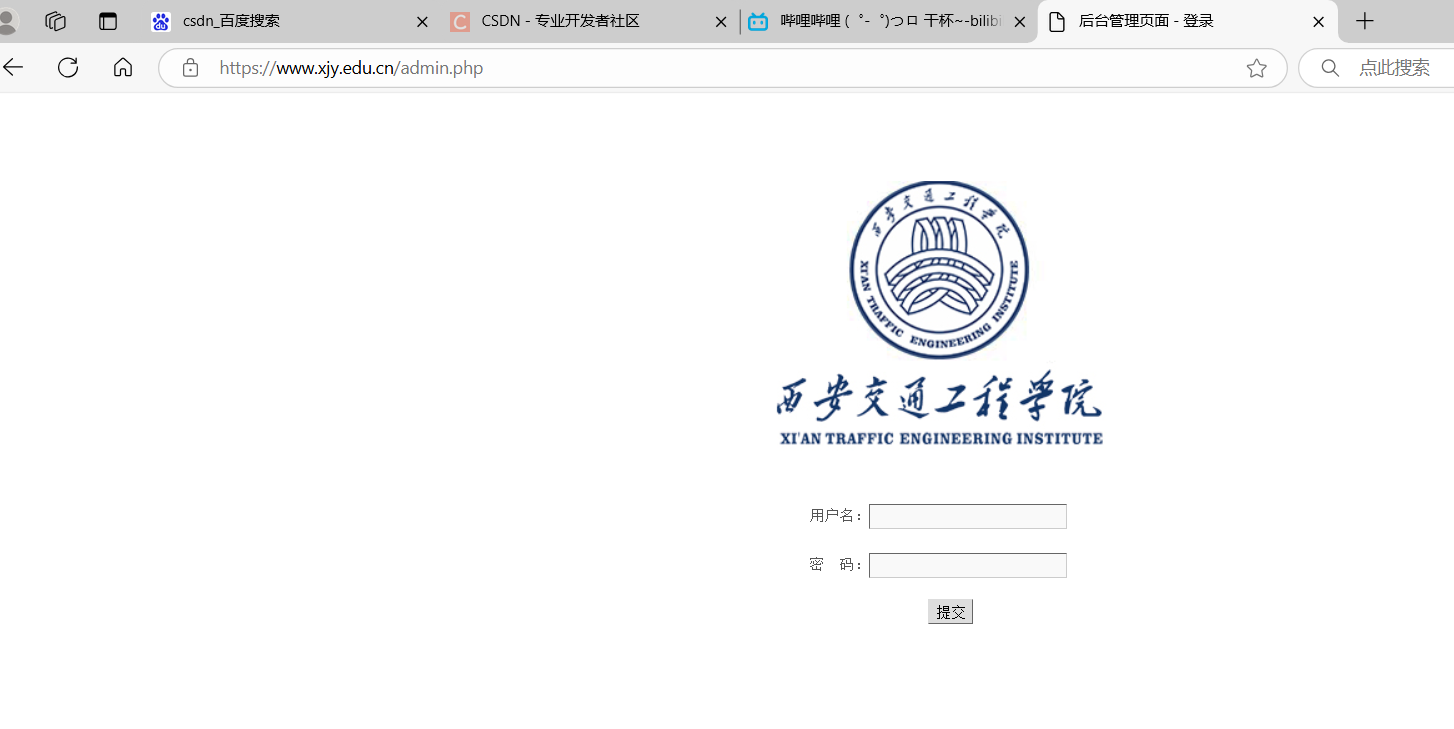 csdn_百度搜索
CSDN - 专业开发者社区
哔哩哔哩 (゜-゜)つロ 干杯~-bilibi
后台管理页面 - 登录
https://www.xjy.edu.cn/admin.php
点此搜索
西安交通工程学院
XI'AN TRAFFIC ENGINEERING INSTITUTE
西安交通工程学院
XI'AN TRAFFIC ENGINEERING INSTITUTE
用户名：
密 码：
提交